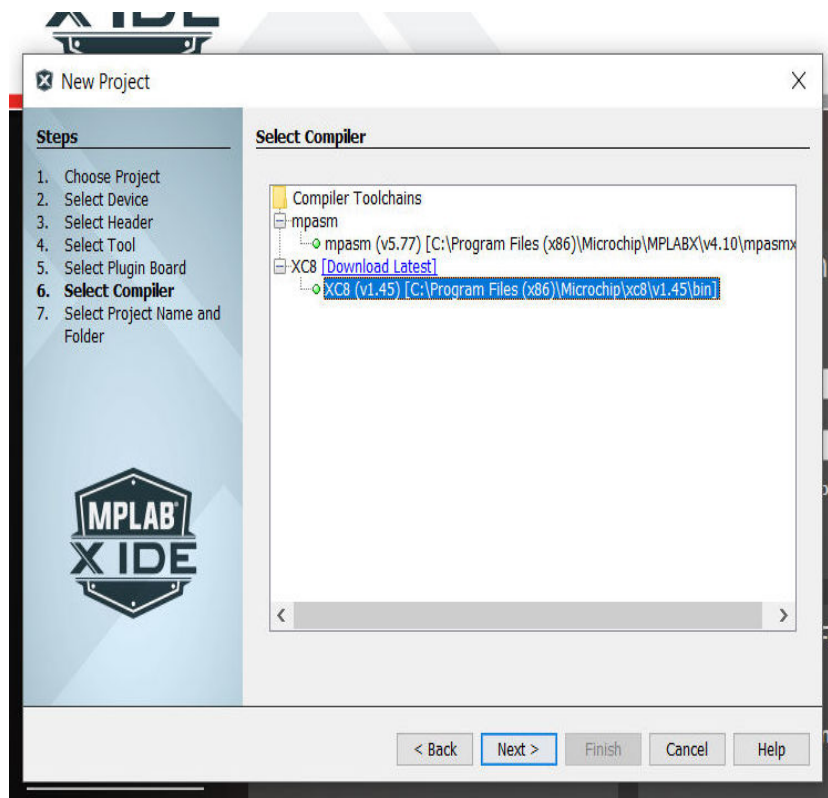 X IDE
New Project
Steps
1. Choose Project
2. Select Device
3. Select Header
4. Select Tool
5. Select Plugin Board
6. Select Compiler
7. Select Project Name and
Folder
MPLAB
X IDE
Select Compiler
Compiler Toolchains
mpasm
mpasm (v5.77) [C:\Program Files (x86)\Microchip\MPLABX\v4.10\mpasmx
XC8 [Download Latest]
XC8 (v1.45) [C:\Program Files (x86)\Microchip\xc8\v1.45\bin]
< Back
Next >
Finish
Cancel
Help